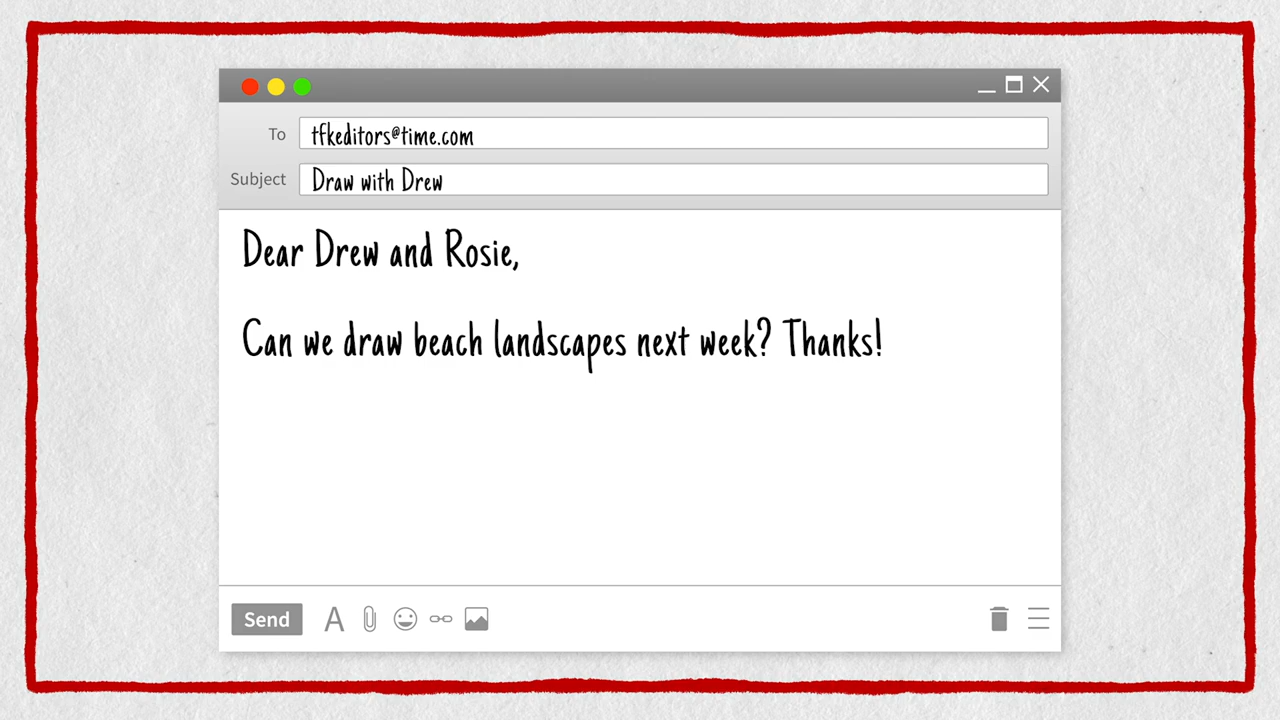 To tfkeditors@time.com
Subject Draw with Drew
Dear Drew and Rosie,
Can we draw beach landscapes next week? Thanks!
Send A